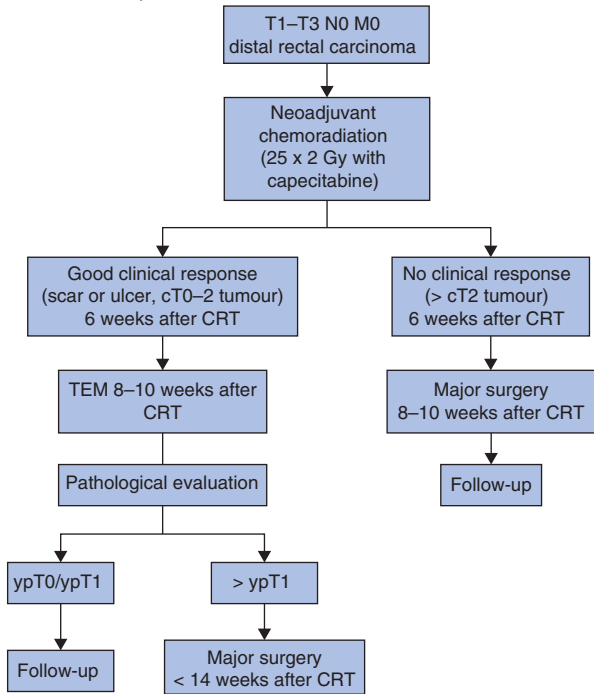 T1–T3 N0 M0
distal rectal carcinoma
Neoadjuvant
chemoradiation
(25 x 2 Gy with
capecitabine)
Good clinical response
(scar or ulcer, cT0–2 tumour)
6 weeks after CRT
No clinical response
(> cT2 tumour)
6 weeks after CRT
TEM 8–10 weeks after
CRT
Major surgery
8–10 weeks after CRT
Pathological evaluation
Follow-up
ypT0/ypT1
> ypT1
Follow-up
Major surgery
< 14 weeks after CRT